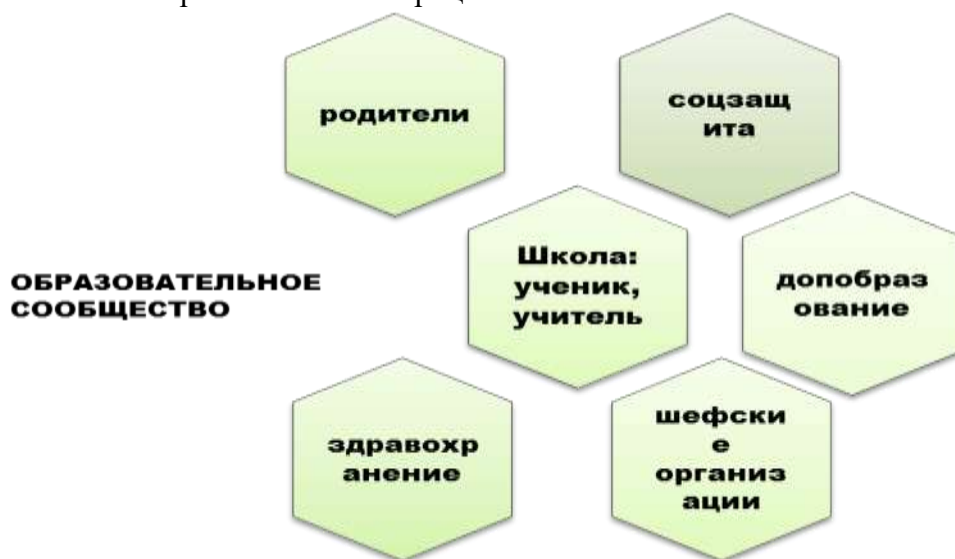 родители
соцзащ
ита
ОБРАЗОВАТЕЛЬНОЕ
СООБЩЕСТВО
Школа:
ученик,
учитель
допобраз
ование
здравохр
анение
шефски
е
организ
ации